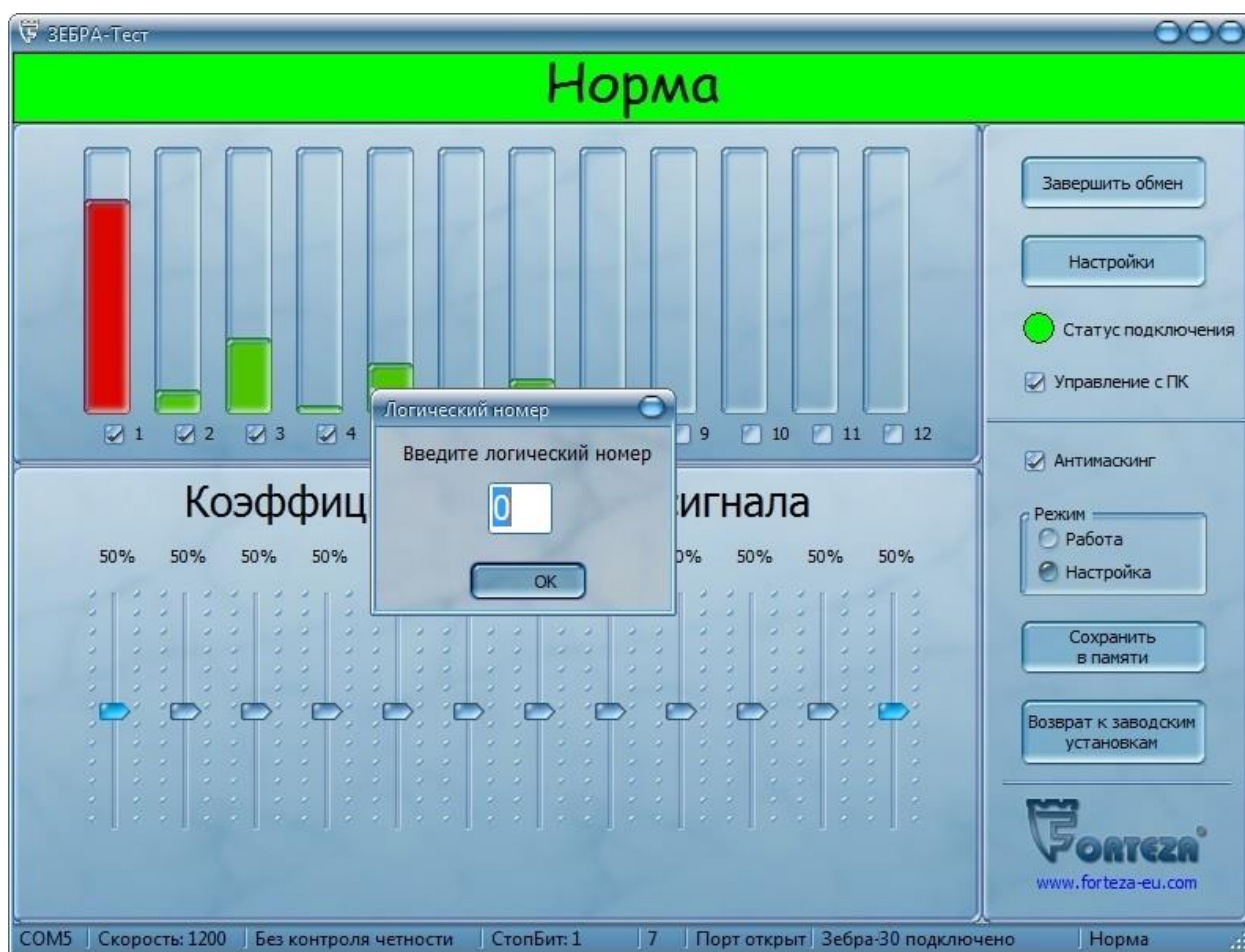 ЗЕБРА-Тест
Норма
1 2 3 4 9 10 11 12
Завершить обмен
Настройки
Статус подключения
Управление с ПК
Антимаскинг
Режим
Работа
Настройка
Сохранить
в памяти
Возврат к заводским
установкам
FORTEZA
www.forteza-eu.com
Логический номер
Введите логический номер
0
OK
50% 50% 50% 50% 50% 50% 50%
COM5 Скорость: 1200 Без контроля четности СтопБит: 1 7 Порт открыт Зебра-30 подключено Норма